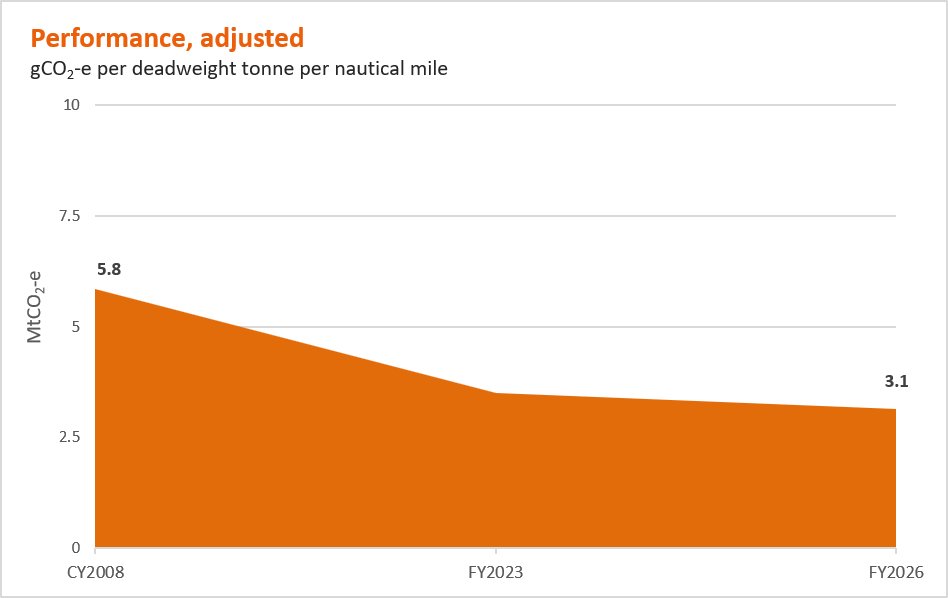 Performance, adjusted
gCO₂-e per deadweight tonne per nautical mile
10
7.5
5.8
MtCO₂-e
5
3.1
2.5
0
CY2008 FY2023 FY2026